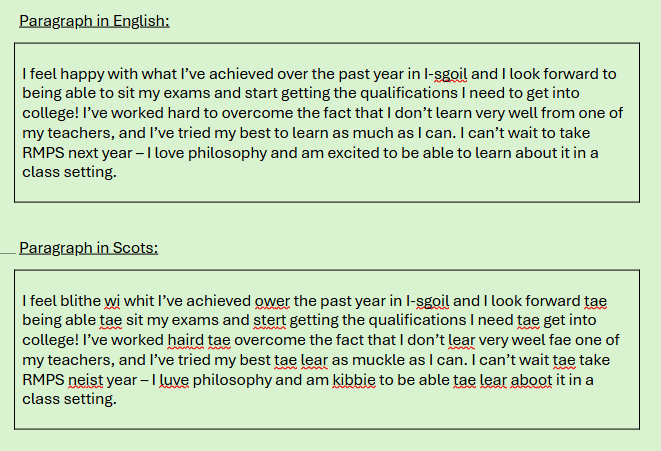 Paragraph in English:
I feel happy with what I've achieved over the past year in I-sgoil and I look forward to
being able to sit my exams and start getting the qualifications I need to get into
college! I've worked hard to overcome the fact that I don't learn very well from one of
my teachers, and I've tried my best to learn as much as I can. I can't wait to take
RMPS next year – I love philosophy and am excited to be able to learn about it in a
class setting.
Paragraph in Scots:
I feel blithe wi whit I've achieved ower the past year in I-sgoil and I look forward tae
being able tae sit my exams and stert getting the qualifications I need tae get into
college! I've worked haird tae overcome the fact that I don't lear very weel fae one of
my teachers, and I've tried my best tae lear as muckle as I can. I can't wait tae take
RMPS neist year – I luve philosophy and am kibbie to be able tae lear aboot it in a
class setting.